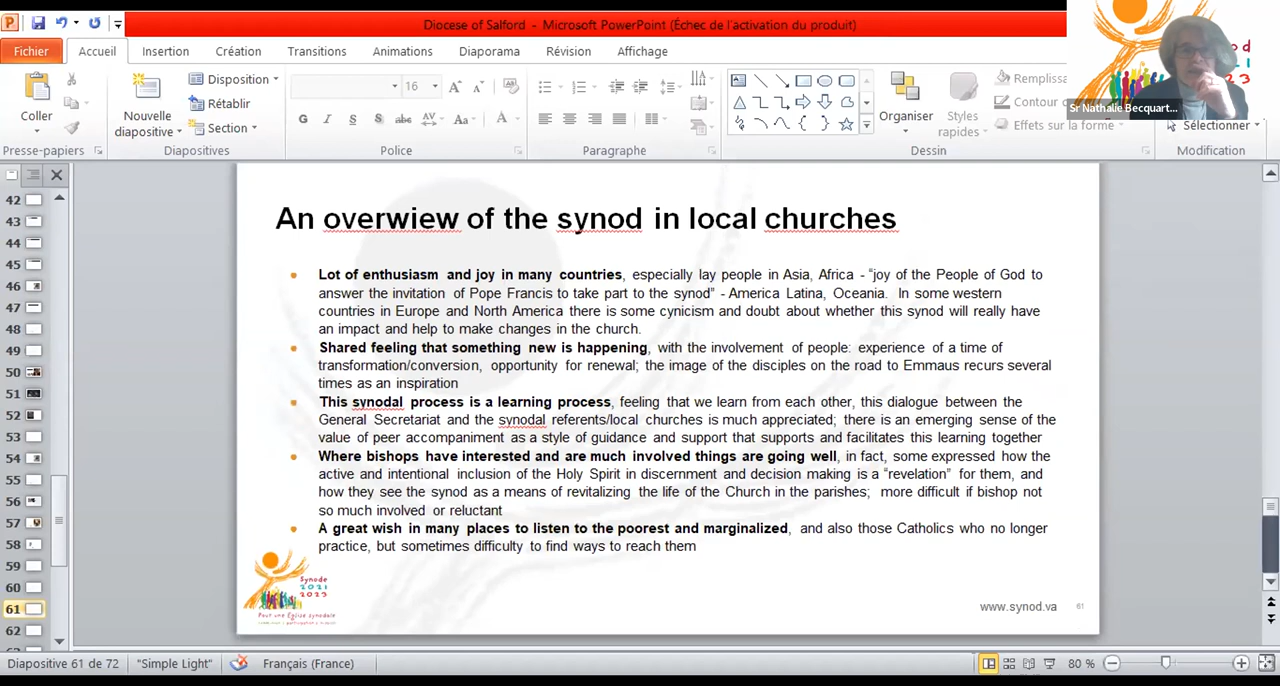 Diocese of Salford - Microsoft PowerPoint (Échec de l'activation du produit)
Fichier Accueil Insertion Création Transitions Animations Diaporama Révision Affichage
Coller
Presse-papiers
Nouvelle diapositive
Disposition
Rétablir
Section
Diapositives
16
G I S S abc AV Aa A
Police
Paragraphe
Organiser
Styles rapides
Remplissa
Contour
Effets sur la forme
Dessin
Sélectionner
Modification
Sr Nathalie Becquart...
42
43
44
45
46
47
48
49
50
51
52
53
54
55
56
57
58
59
60
61
62
An overwiew of the synod in local churches
Lot of enthusiasm and joy in many countries, especially lay people in Asia, Africa - “joy of the People of God to
answer the invitation of Pope Francis to take part to the synod” - America Latina, Oceania. In some western
countries in Europe and North America there is some cynicism and doubt about whether this synod will really have
an impact and help to make changes in the church.
Shared feeling that something new is happening, with the involvement of people: experience of a time of
transformation/conversion, opportunity for renewal; the image of the disciples on the road to Emmaus recurs several
times as an inspiration
This synodal process is a learning process, feeling that we learn from each other, this dialogue between the
General Secretariat and the synodal referents/local churches is much appreciated; there is an emerging sense of the
value of peer accompaniment as a style of guidance and support that supports and facilitates this learning together
Where bishops have interested and are much involved things are going well, in fact, some expressed how the
active and intentional inclusion of the Holy Spirit in discernment and decision making is a “revelation” for them, and
how they see the synod as a means of revitalizing the life of the Church in the parishes; more difficult if bishop not
so much involved or reluctant
A great wish in many places to listen to the poorest and marginalized, and also those Catholics who no longer
practice, but sometimes difficulty to find ways to reach them
Synode
2021
2023
Pour une Église synodale
www.synod.va 61
Diapositive 61 de 72 "Simple Light" Français (France) 80 %